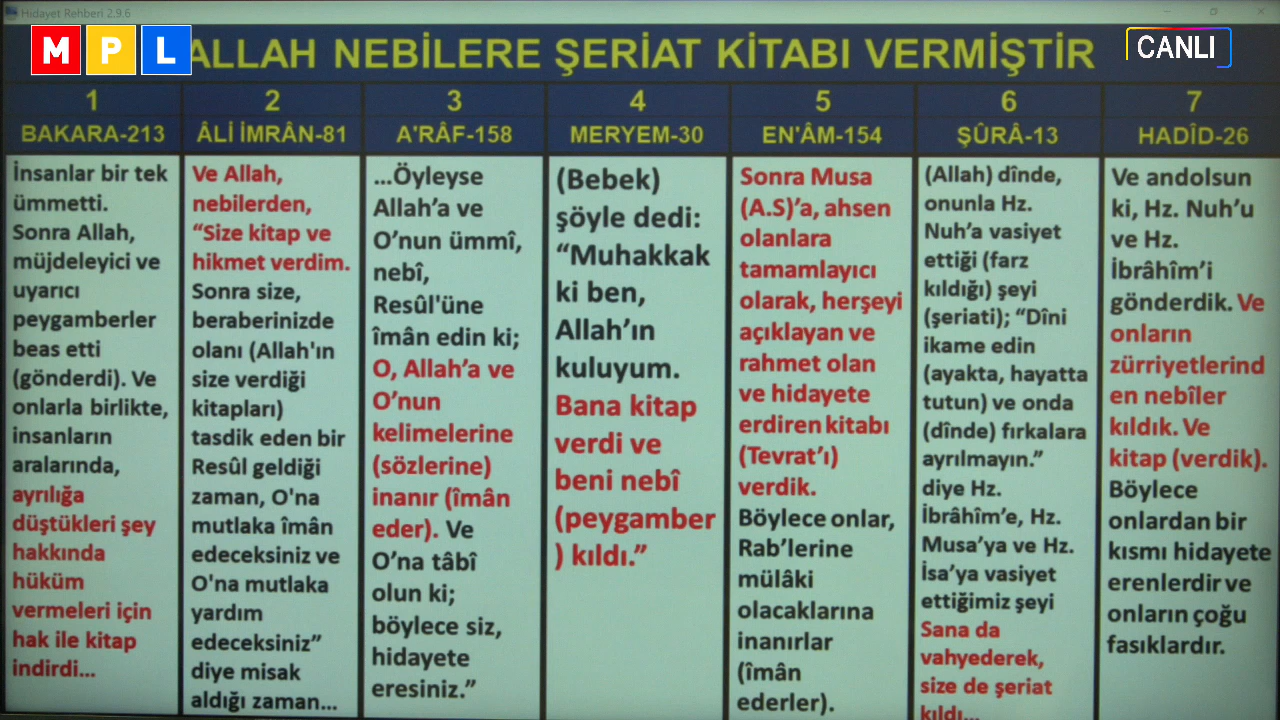 Hidayet Rehberi 2.9.6
MPL
ALLAH NEBİLERE ŞERİAT KİTABI VERMİŞTİR
CANLI
1
BAKARA-213
İnsanlar bir tek
ümmetti.
Sonra Allah,
müjdeleyici ve
uyarıcı
peygamberler
beas etti
(gönderdi). Ve
onlarla birlikte,
insanların
aralarında,
ayrılığa
düştükleri şey
hakkında
hüküm
vermeleri için
hak ile kitap
indirdi...
2
ÂLİ İMRÂN-81
Ve Allah,
nebilerden,
“Size kitap ve
hikmet verdim.
Sonra size,
beraberinizde
olanı (Allah'ın
size verdiği
kitapları)
tasdik eden bir
Resûl geldiği
zaman, O'na
mutlaka îmân
edeceksiniz ve
O'na mutlaka
yardım
edeceksiniz”
diye misak
aldığı zaman...
3
A'RÂF-158
...Öyleyse
Allah’a ve
O’nun ümmî,
nebî,
Resûl'üne
îmân edin ki;
O, Allah’a ve
O’nun
kelimelerine
(sözlerine)
inanır (îmân
eder). Ve
O’na tâbî
olun ki;
böylece siz,
hidayete
eresiniz.”
4
MERYEM-30
(Bebek)
şöyle dedi:
“Muhakkak
ki ben,
Allah’ın
kuluyum.
Bana kitap
verdi ve
beni nebî
(peygamber
) kıldı.”
5
EN'ÂM-154
Sonra Musa
(A.S)’a, ahsen
olanlara
tamamlayıcı
olarak, herşeyi
açıklayan ve
rahmet olan
ve hidayete
erdiren kitabı
(Tevrat’ı)
verdik.
Böylece onlar,
Rab’lerine
mülâki
olacaklarına
inanırlar
(îmân
ederler).
6
ŞÛRÂ-13
(Allah) dînde,
onunla Hz.
Nuh’a vasiyet
ettiği (farz
kıldığı) şeyi
(şeriati); “Dîni
ikame edin
(ayakta, hayatta
tutun) ve onda
(dînde) fırkalara
ayrılmayın.”
diye Hz.
İbrâhîm’e, Hz.
Musa’ya ve Hz.
İsa’ya vasiyet
ettiğimiz şeyi
Sana da
vahyederek,
size de şeriat
kıldı...
7
HADÎD-26
Ve andolsun
ki, Hz. Nuh’u
ve Hz.
İbrâhîm’i
gönderdik. Ve
onların
zürriyetlerind
en nebîler
kıldık. Ve
kitap (verdik).
Böylece
onlardan bir
kısmı hidayete
erenlerdir ve
onların çoğu
fasıklardır.